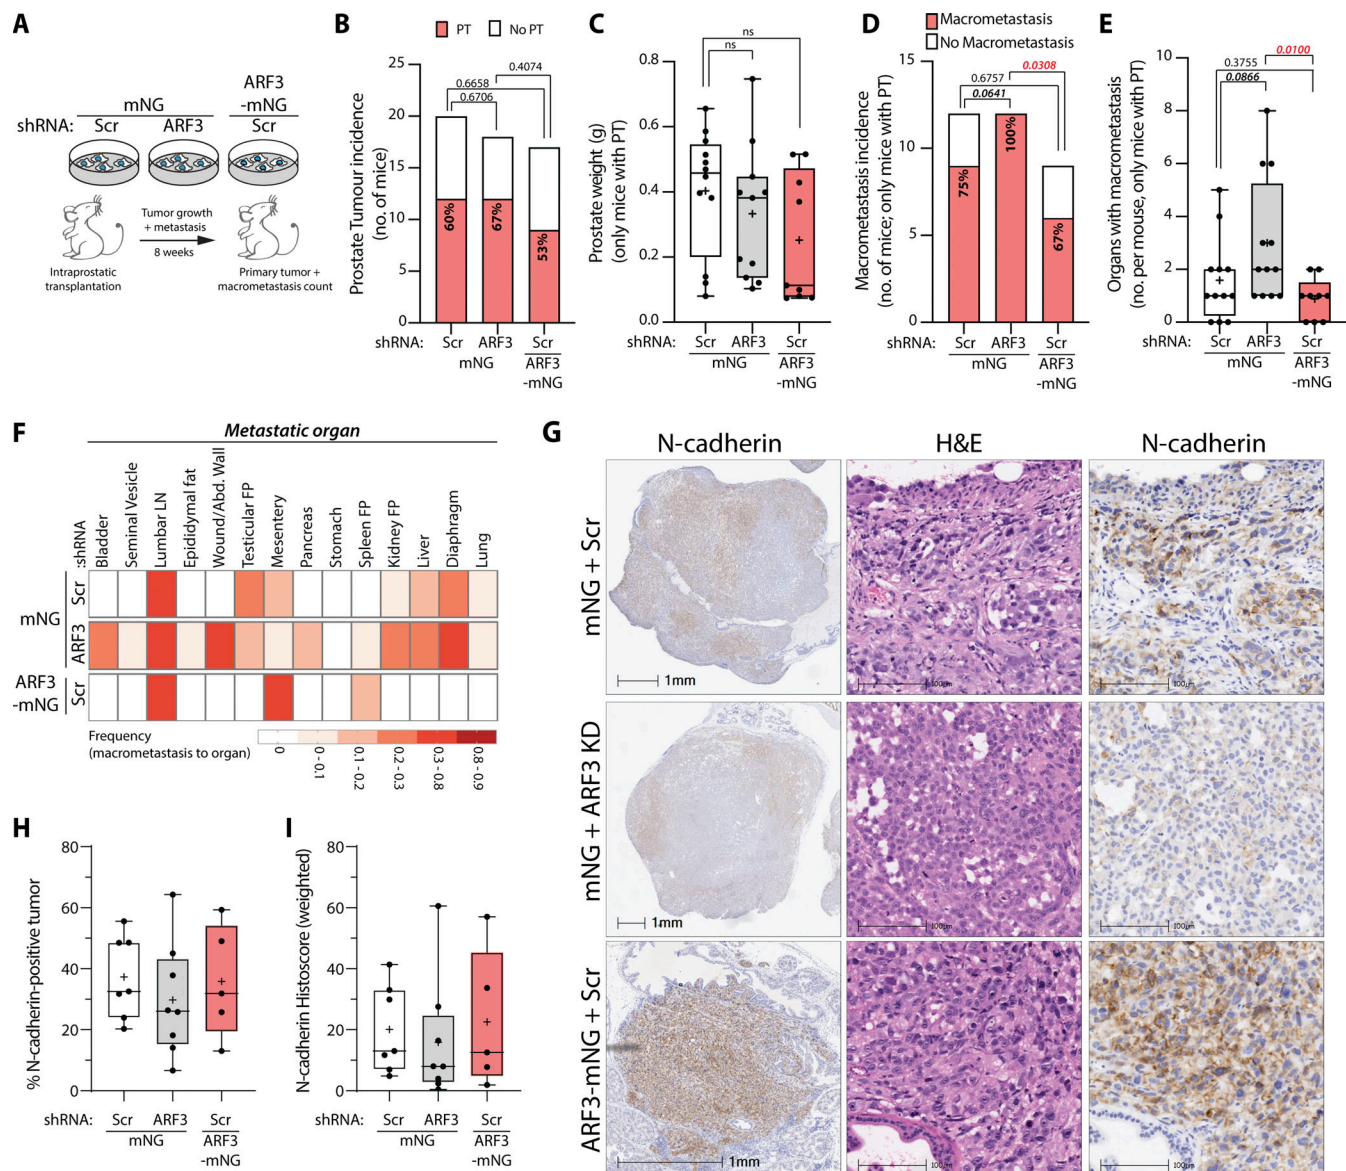 A
mNG
ARF3
-mNG
shRNA:
Scr
ARF3
Scr
Tumor growth
+ metastasis
8 weeks
Intraprostatic
transplantation
Primary tumor +
macrometastasis count
B
PT
No PT
0.4074
0.6658
0.6706
Prostate Tumour incidence
(no. of mice)
25
20
15
10
5
0
60%
67%
53%
shRNA:
Scr
ARF3
Scr
mNG
ARF3
-mNG
C
ns
ns
Prostate weight (g)
(only mice with PT)
0.8
0.6
0.4
0.2
0.0
shRNA:
Scr
ARF3
Scr
mNG
ARF3
-mNG
D
Macrometastasis
No Macrometastasis
0.0308
0.6757
0.0641
Macrometastasis incidence
(no. of mice; only mice with PT)
15
10
5
0
75%
100%
67%
shRNA:
Scr
ARF3
Scr
mNG
ARF3
-mNG
E
0.0100
0.3755
0.0866
Organs with macrometastasis
(no. per mouse, only mice with PT)
10
8
6
4
2
0
shRNA:
Scr
ARF3
Scr
mNG
ARF3
-mNG
F
Metastatic organ
:shRNA
Bladder
Seminal Vesicle
Lumbar LN
Epididymal fat
Wound/Abd. Wall
Testicular FP
Mesentery
Pancreas
Stomach
Spleen FP
Kidney FP
Liver
Diaphragm
Lung
mNG
Scr
ARF3
ARF3
-mNG
Scr
Frequency
(macrometastasis to organ)
0
0 - 0.1
0.1 - 0.2
0.2 - 0.3
0.3 - 0.8
0.8 - 0.9
G
N-cadherin
H&E
N-cadherin
mNG + Scr
1mm
100µm
100µm
mNG + ARF3 KD
1mm
100µm
100µm
ARF3-mNG + Scr
1mm
100µm
100µm
H
% N-cadherin-positive tumor
80
60
40
20
0
shRNA:
Scr
ARF3
Scr
mNG
ARF3
-mNG
I
N-cadherin Histoscore (weighted)
80
60
40
20
0
shRNA:
Scr
ARF3
Scr
mNG
ARF3
-mNG